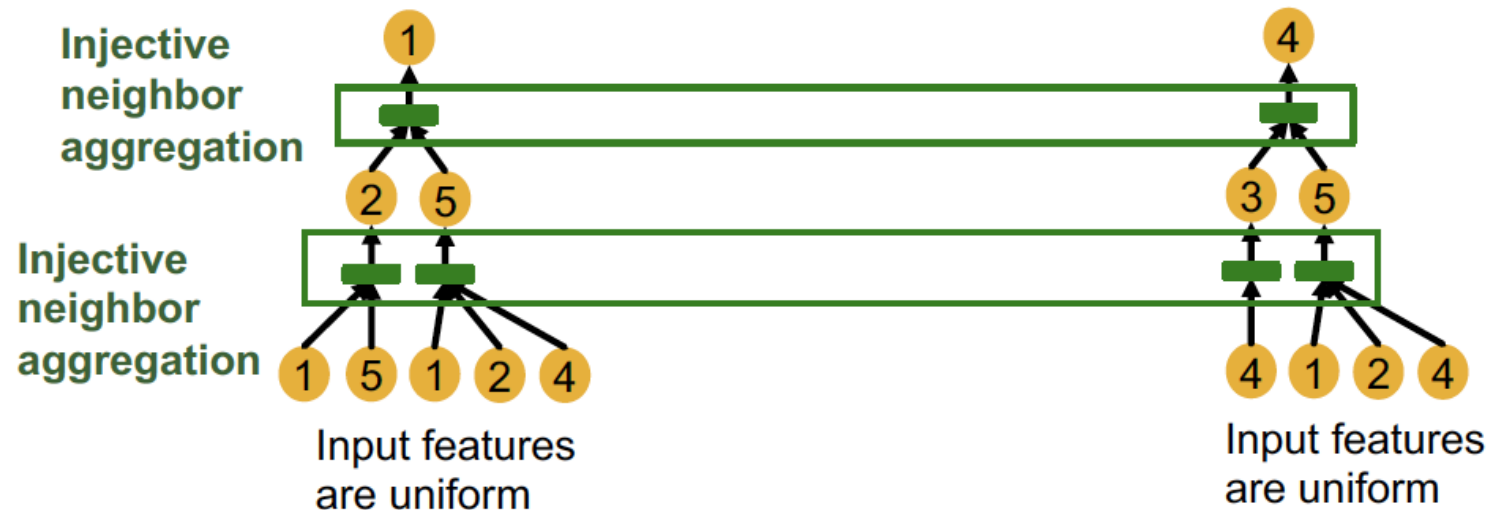 Injective
neighbor
aggregation
1
4
2 5
3 5
Injective
neighbor
aggregation
1 5 1 2 4
4 1 2 4
Input features
are uniform
Input features
are uniform